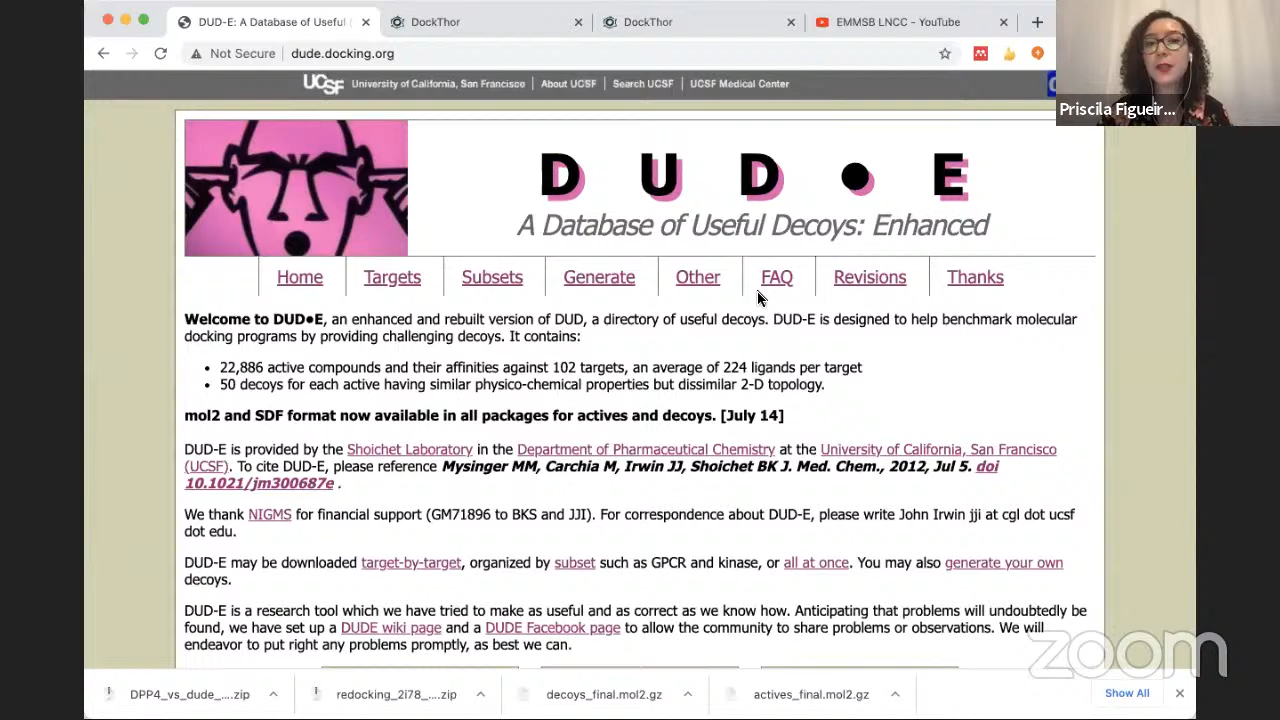 DUD-E: A Database of Useful (
DockThor
DockThor
EMMSB LNCC - YouTube
Not Secure
dude.docking.org
UCSF
University of California, San Francisco
About UCSF
Search UCSF
UCSF Medical Center
Priscila Figueir...
D U D ● E
A Database of Useful Decoys: Enhanced
Home
Targets
Subsets
Generate
Other
FAQ
Revisions
Thanks
Welcome to DUD●E, an enhanced and rebuilt version of DUD, a directory of useful decoys. DUD-E is designed to help benchmark molecular
docking programs by providing challenging decoys. It contains:
• 22,886 active compounds and their affinities against 102 targets, an average of 224 ligands per target
• 50 decoys for each active having similar physico-chemical properties but dissimilar 2-D topology.
mol2 and SDF format now available in all packages for actives and decoys. [July 14]
DUD-E is provided by the Shoichet Laboratory in the Department of Pharmaceutical Chemistry at the University of California, San Francisco
(UCSF). To cite DUD-E, please reference Mysinger MM, Carchia M, Irwin JJ, Shoichet BK J. Med. Chem., 2012, Jul 5. doi
10.1021/jm300687e .
We thank NIGMS for financial support (GM71896 to BKS and JJI). For correspondence about DUD-E, please write John Irwin jji at cgl dot ucsf
dot edu.
DUD-E may be downloaded target-by-target, organized by subset such as GPCR and kinase, or all at once. You may also generate your own
decoys.
DUD-E is a research tool which we have tried to make as useful and as correct as we know how. Anticipating that problems will undoubtedly be
found, we have set up a DUDE wiki page and a DUDE Facebook page to allow the community to share problems or observations. We will
endeavor to put right any problems promptly, as best we can.
zoom
DPP4_vs_dude_....zip
redocking_2i78_....zip
decoys_final.mol2.gz
actives_final.mol2.gz
Show All